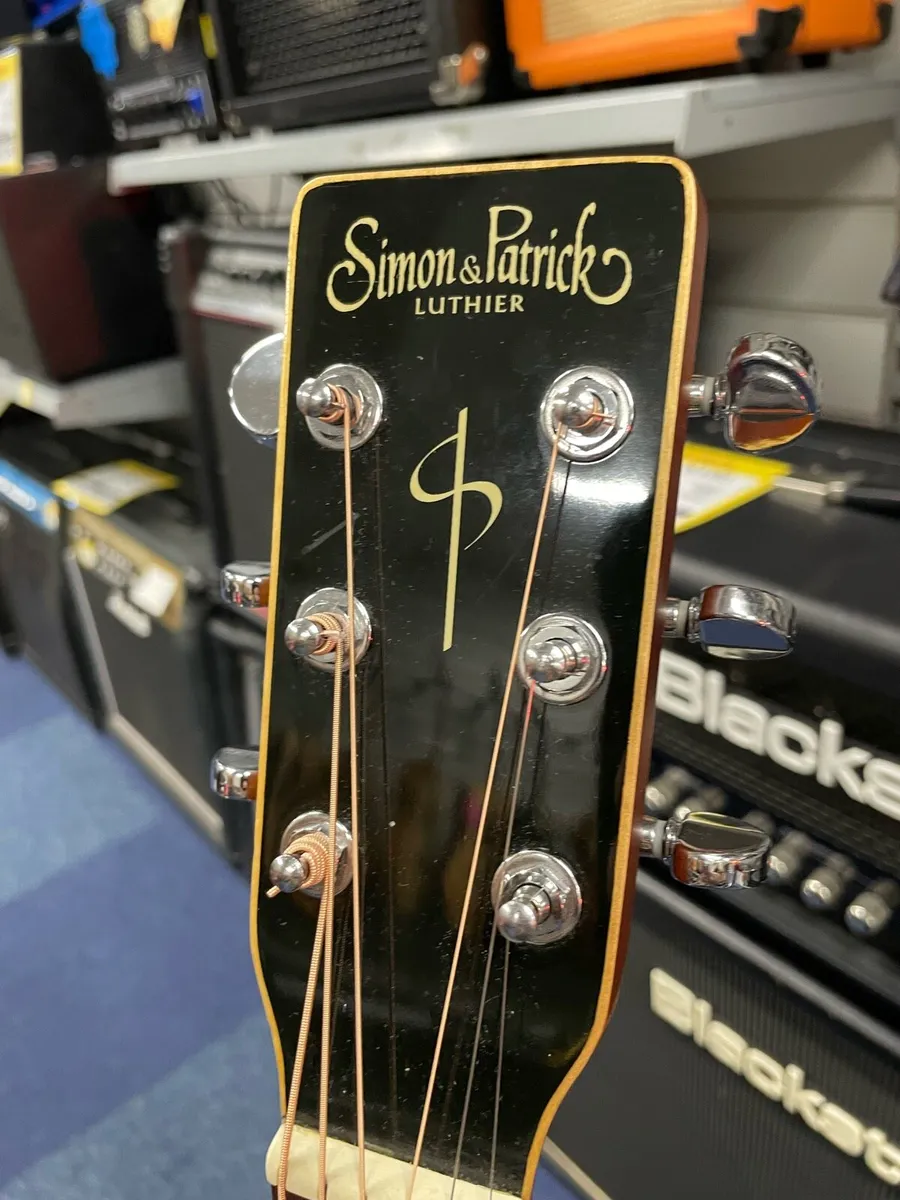 Simon & Patrick
LUTHIER
Blacks
Blackst